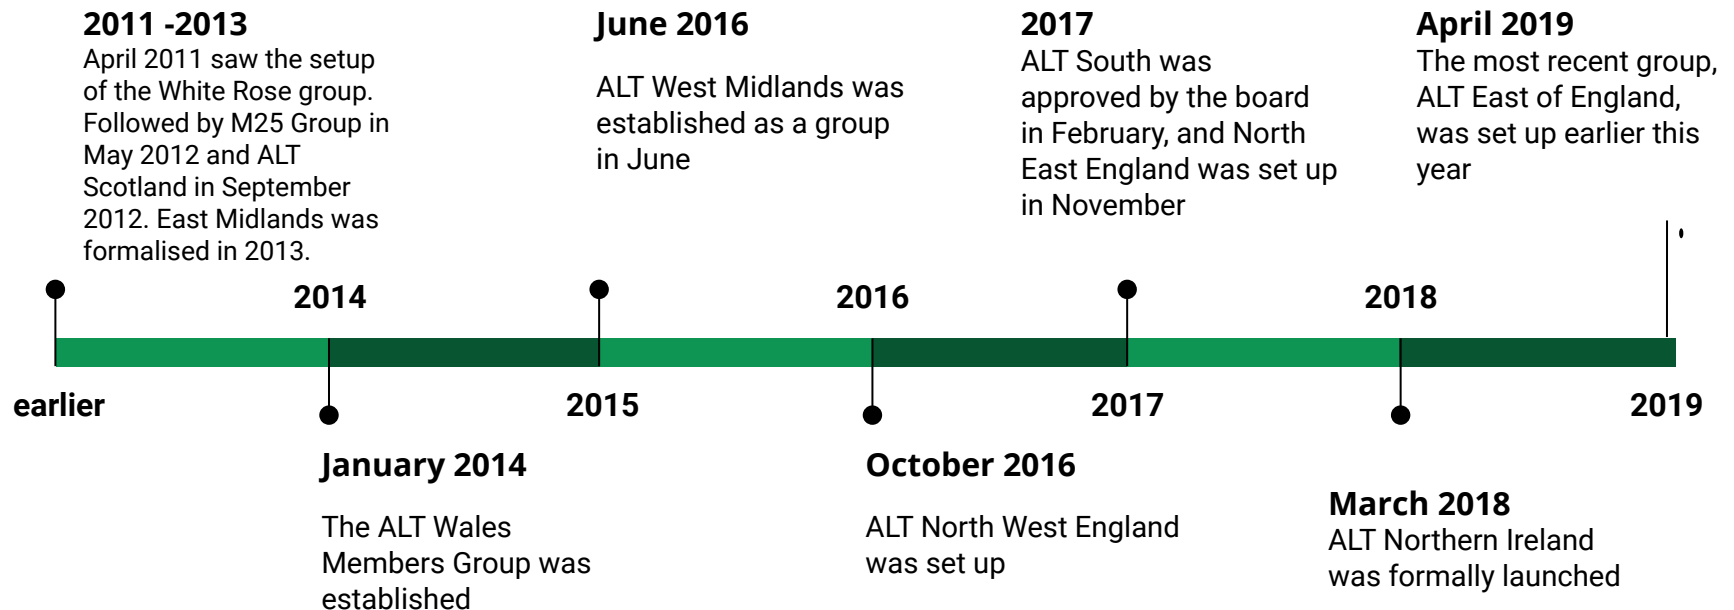 2011 -2013
April 2011 saw the setup
of the White Rose group.
Followed by M25 Group in
May 2012 and ALT
Scotland in September
2012. East Midlands was
formalised in 2013.
June 2016
ALT West Midlands was
established as a group
in June
2017
ALT South was
approved by the board
in February, and North
East England was set up
in November
April 2019
The most recent group,
ALT East of England,
was set up earlier this
year
2014
2016
2018
earlier
2015
2017
2019
January 2014
The ALT Wales
Members Group was
established
October 2016
ALT North West England
was set up
March 2018
ALT Northern Ireland
was formally launched